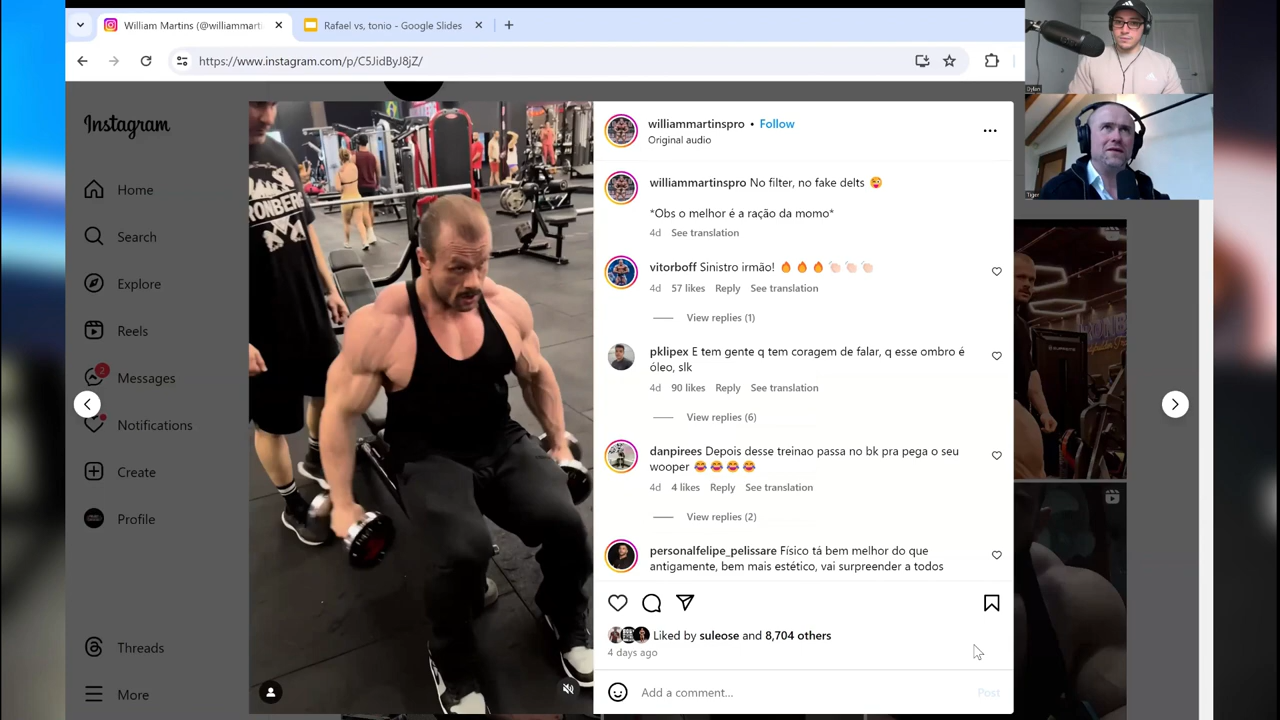 William Martins (@williammarti
Rafael vs, tonio - Google Slides
https://www.instagram.com/p/C5JidByJ8jZ/
Dylan
Tiger
Instagram
Home
Search
Explore
Reels
2
Messages
Notifications
Create
Profile
Threads
More
williammartinspro • Follow
Original audio
williammartinspro No filter, no fake delts 😜
*Obs o melhor é a ração da momo*
4d See translation
vitorboff Sinistro irmão! 🔥🔥🔥👏🏻👏🏻👏🏻
4d 57 likes Reply See translation
View replies (1)
pklipex E tem gente q tem coragem de falar, q esse ombro é
óleo, slk
4d 90 likes Reply See translation
View replies (6)
danpirees Depois desse treinao passa no bk pra pega o seu
wooper 😂😂😂😂
4d 4 likes Reply See translation
View replies (2)
personalfelipe_pelissare Físico tá bem melhor do que
antigamente, bem mais estético, vai surpreender a todos
Liked by suleose and 8,704 others
4 days ago
Add a comment...
Post